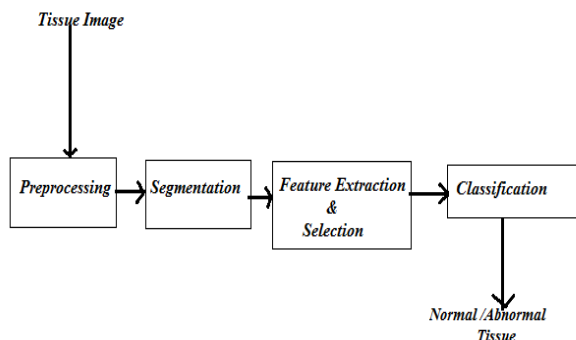 Tissue Image
Preprocessing
Segmentation
Feature Extraction
&
Selection
Classification
Normal /Abnormal
Tissue